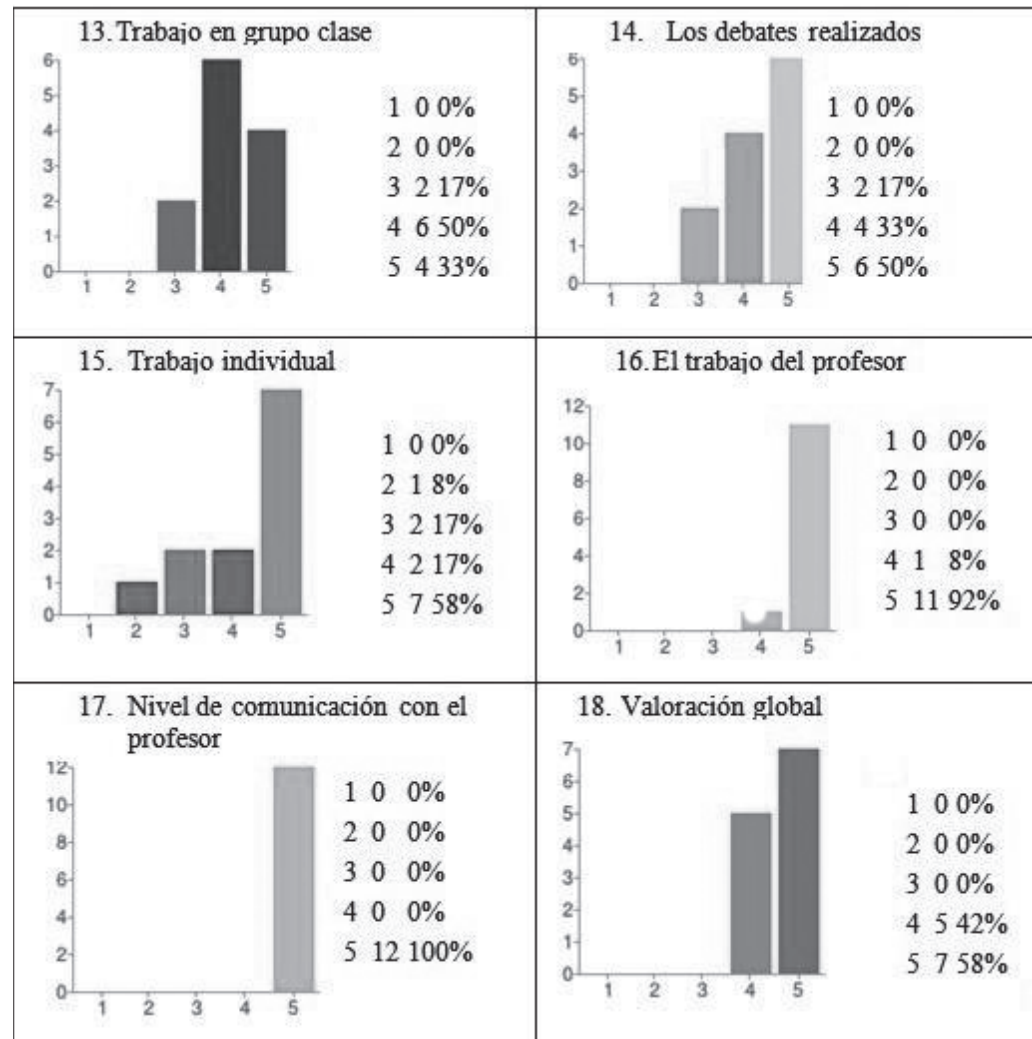 13. Trabajo en grupo clase
6
5
4
3
2
1
0
1 2 3 4 5
1 0 0%
2 0 0%
3 2 17%
4 6 50%
5 4 33%
14. Los debates realizados
6
5
4
3
2
1
0
1 2 3 4 5
1 0 0%
2 0 0%
3 2 17%
4 4 33%
5 6 50%
15. Trabajo individual
7
6
5
4
3
2
1
0
1 2 3 4 5
1 0 0%
2 1 8%
3 2 17%
4 2 17%
5 7 58%
16. El trabajo del profesor
12
10
8
6
4
2
0
1 2 3 4 5
1 0 0%
2 0 0%
3 0 0%
4 1 8%
5 11 92%
17. Nivel de comunicación con el
profesor
12
10
8
6
4
2
0
1 2 3 4 5
1 0 0%
2 0 0%
3 0 0%
4 0 0%
5 12 100%
18. Valoración global
7
6
5
4
3
2
1
0
1 2 3 4 5
1 0 0%
2 0 0%
3 0 0%
4 5 42%
5 7 58%